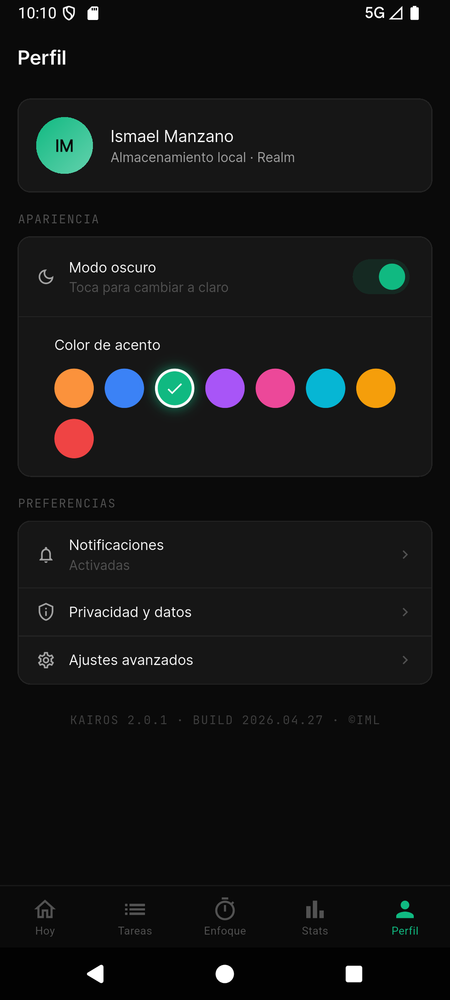 10:10
5G
Perfil
IM
Ismael Manzano
Almacenamiento local · Realm
APARIENCIA
Modo oscuro
Toca para cambiar a claro
Color de acento
PREFERENCIAS
Notificaciones
Activadas
Privacidad y datos
Ajustes avanzados
KAIROS 2.0.1 · BUILD 2026.04.27 · ©IML
Hoy
Tareas
Enfoque
Stats
Perfil